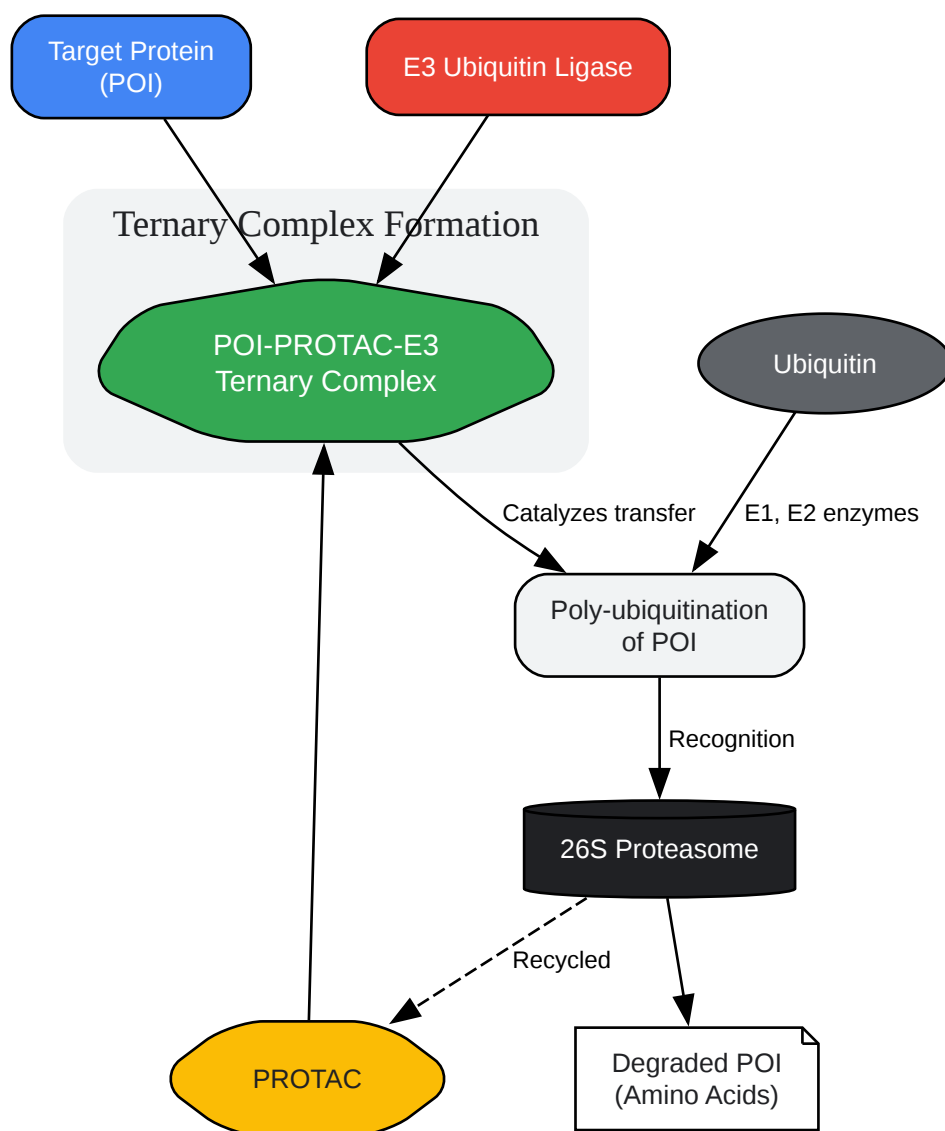 Target Protein
(POI)
E3 Ubiquitin Ligase
Ternary Complex Formation
POI-PROTAC-E3
Ternary Complex
Ubiquitin
Catalyzes transfer
E1, E2 enzymes
Poly-ubiquitination
of POI
Recognition
26S Proteasome
Recycled
PROTAC
Degraded POI
(Amino Acids)